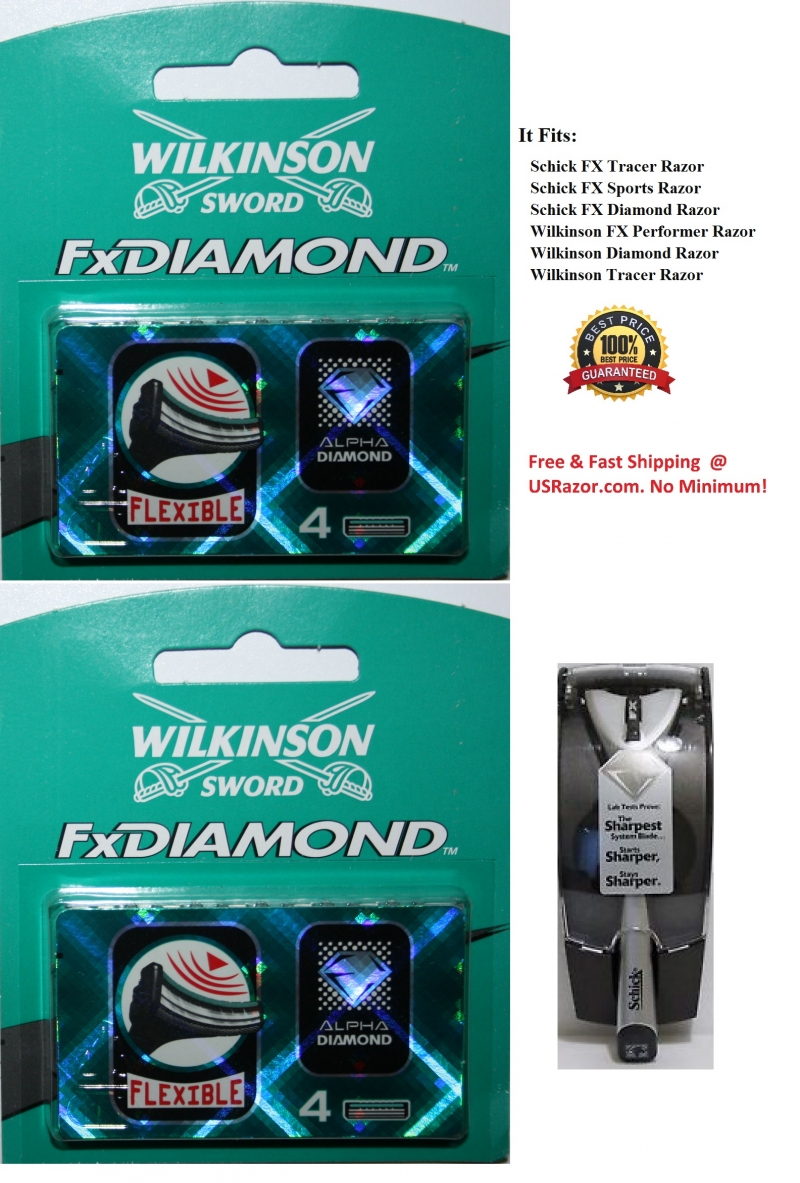 WILKINSON
SWORD
FxDIAMOND™
FLEXIBLE
ALPHA
DIAMOND
4
It Fits:
Schick FX Tracer Razor
Schick FX Sports Razor
Schick FX Diamond Razor
Wilkinson FX Performer Razor
Wilkinson Diamond Razor
Wilkinson Tracer Razor
BEST PRICE
100%
BEST PRICE
GUARANTEED
Free & Fast Shipping @
USRazor.com. No Minimum!
WILKINSON
SWORD
FxDIAMOND™
FLEXIBLE
ALPHA
DIAMOND
4
FX
Lab Tests Prove:
The
Sharpest
System Blade...
Starts
Sharper,
Stays
Sharper.
Schick®